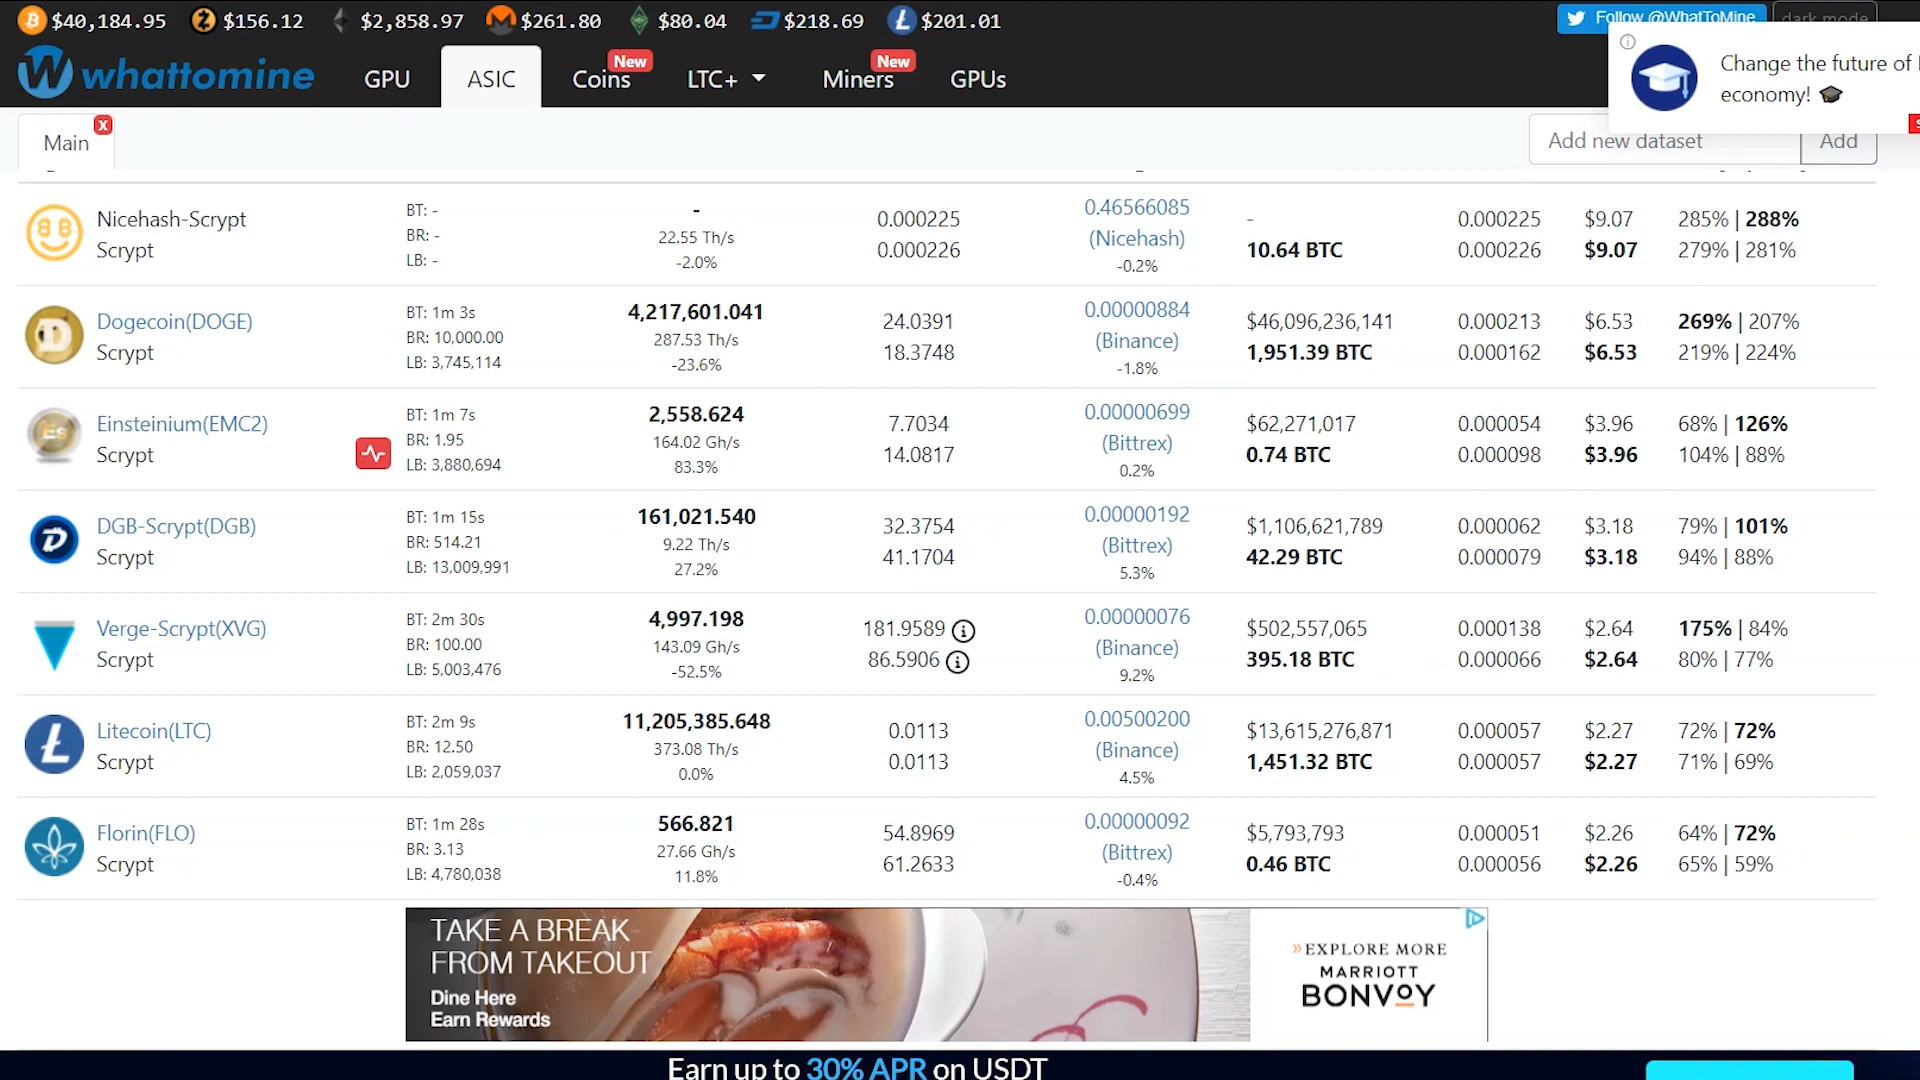 $40,184.95 $156.12 $2,858.97 $261.80 $80.04 $218.69 $201.01
Follow @WhatToMine
dark mode
whattomine GPU ASIC Coins New LTC+ Miners New GPUs
Change the future of
economy! 🎓
Main x
Add new dataset Add
Nicehash-Scrypt
Scrypt
BT: -
BR: -
LB: -
-
22.55 Th/s
-2.0%
0.000225
0.000226
0.46566085
(Nicehash)
-0.2%
-
10.64 BTC
0.000225
0.000226
$9.07
$9.07
285% | 288%
279% | 281%
Dogecoin(DOGE)
Scrypt
BT: 1m 3s
BR: 10,000.00
LB: 3,745,114
4,217,601.041
287.53 Th/s
-23.6%
24.0391
18.3748
0.00000884
(Binance)
-1.8%
$46,096,236,141
1,951.39 BTC
0.000213
0.000162
$6.53
$6.53
269% | 207%
219% | 224%
Es
Einsteinium(EMC2)
Scrypt
BT: 1m 7s
BR: 1.95
LB: 3,880,694
2,558.624
164.02 Gh/s
83.3%
7.7034
14.0817
0.00000699
(Bittrex)
0.2%
$62,271,017
0.74 BTC
0.000054
0.000098
$3.96
$3.96
68% | 126%
104% | 88%
DGB-Scrypt(DGB)
Scrypt
BT: 1m 15s
BR: 514.21
LB: 13,009,991
161,021.540
9.22 Th/s
27.2%
32.3754
41.1704
0.00000192
(Bittrex)
5.3%
$1,106,621,789
42.29 BTC
0.000062
0.000079
$3.18
$3.18
79% | 101%
94% | 88%
Verge-Scrypt(XVG)
Scrypt
BT: 2m 30s
BR: 100.00
LB: 5,003,476
4,997.198
143.09 Gh/s
-52.5%
181.9589
86.5906
0.00000076
(Binance)
9.2%
$502,557,065
395.18 BTC
0.000138
0.000066
$2.64
$2.64
175% | 84%
80% | 77%
Litecoin(LTC)
Scrypt
BT: 2m 9s
BR: 12.50
LB: 2,059,037
11,205,385.648
373.08 Th/s
0.0%
0.0113
0.0113
0.00500200
(Binance)
4.5%
$13,615,276,871
1,451.32 BTC
0.000057
0.000057
$2.27
$2.27
72% | 72%
71% | 69%
Florin(FLO)
Scrypt
BT: 1m 28s
BR: 3.13
LB: 4,780,038
566.821
27.66 Gh/s
11.8%
54.8969
61.2633
0.00000092
(Bittrex)
-0.4%
$5,793,793
0.46 BTC
0.000051
0.000056
$2.26
$2.26
64% | 72%
65% | 59%
TAKE A BREAK
FROM TAKEOUT
Dine Here
Earn Rewards
»EXPLORE MORE
MARRIOTT
BONVOY
Earn up to 30% APR on USDT